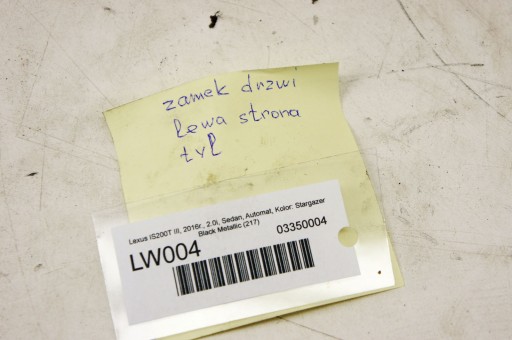 zamek drzwi
lewa strona
tył
Lexus IS200T III, 2016r., 2.0i, Sedan, Automat, Kolor: Stargazer
Black Metallic (217)
LW004
03350004